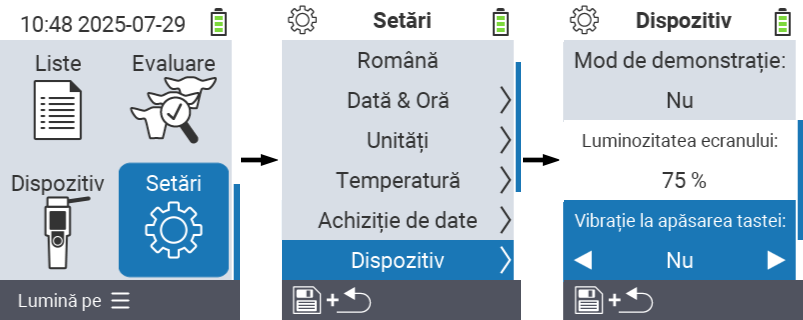 10:48 2025-07-29
Liste
Evaluare
Dispozitiv
Setări
Lumină pe
Setări
Română
Dată & Oră
Unități
Temperatură
Achiziție de date
Dispozitiv
+
Dispozitiv
Mod de demonstrație:
Nu
Luminozitatea ecranului:
75 %
Vibrație la apăsarea tastei:
Nu
+